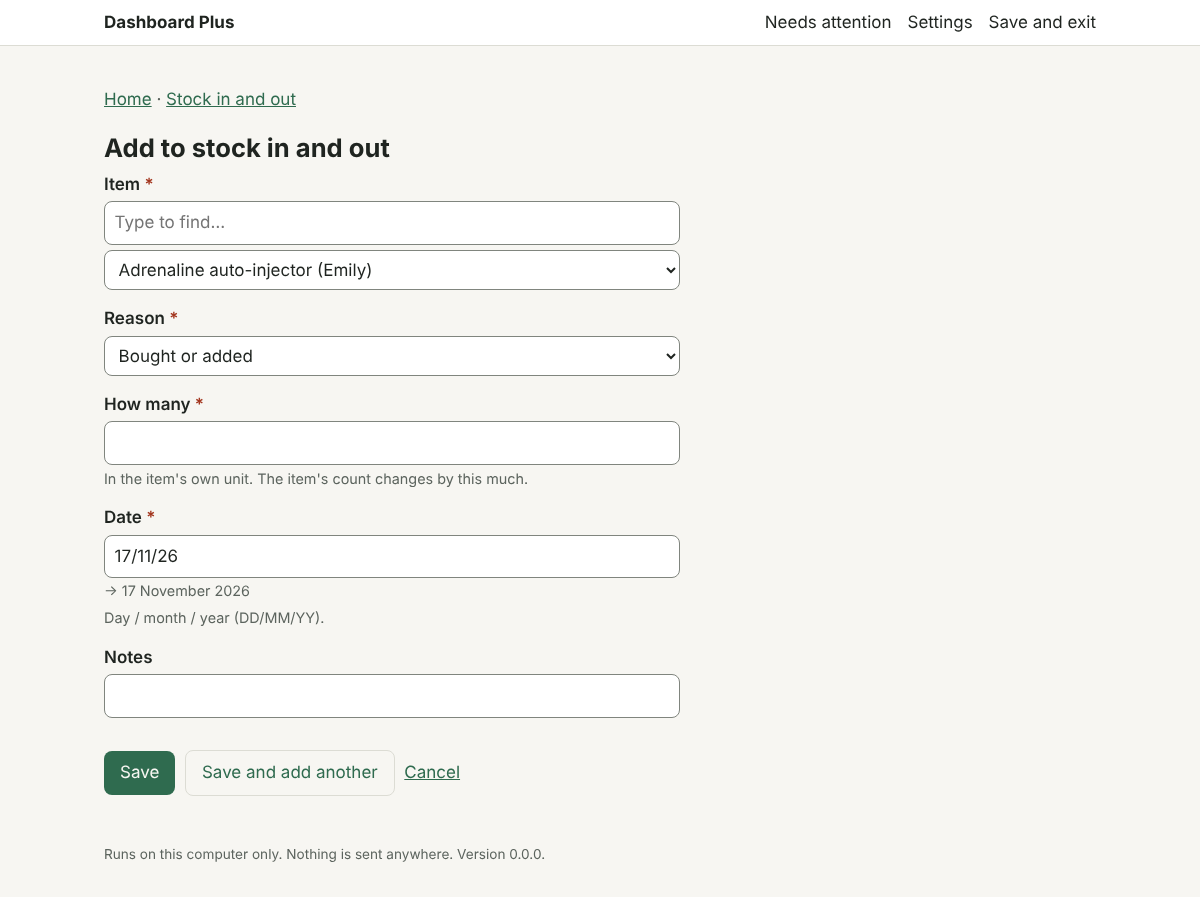 Dashboard Plus
Needs attention Settings Save and exit
Home · Stock in and out
Add to stock in and out
Item *
Type to find...
Adrenaline auto-injector (Emily)
Reason *
Bought or added
How many *
In the item's own unit. The item's count changes by this much.
Date *
17/11/26
→ 17 November 2026
Day / month / year (DD/MM/YY).
Notes
Save Save and add another Cancel
Runs on this computer only. Nothing is sent anywhere. Version 0.0.0.